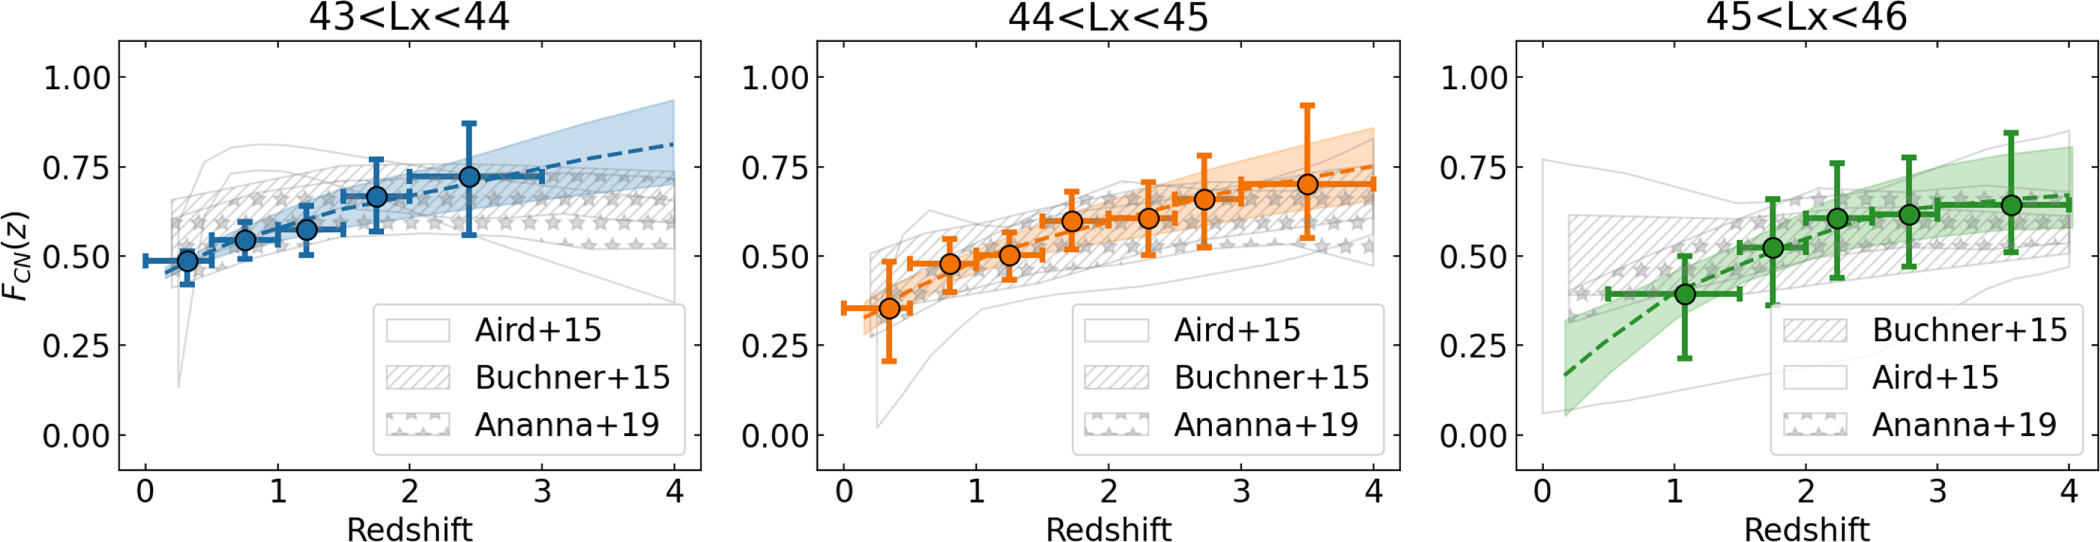 43<Lx<44
44<Lx<45
45<Lx<46
F_CN(z)
1.00
0.75
0.50
0.25
0.00
Aird+15
Buchner+15
Ananna+19
0 1 2 3 4
Redshift
1.00
0.75
0.50
0.25
0.00
Aird+15
Buchner+15
Ananna+19
0 1 2 3 4
Redshift
1.00
0.75
0.50
0.25
0.00
Buchner+15
Aird+15
Ananna+19
0 1 2 3 4
Redshift